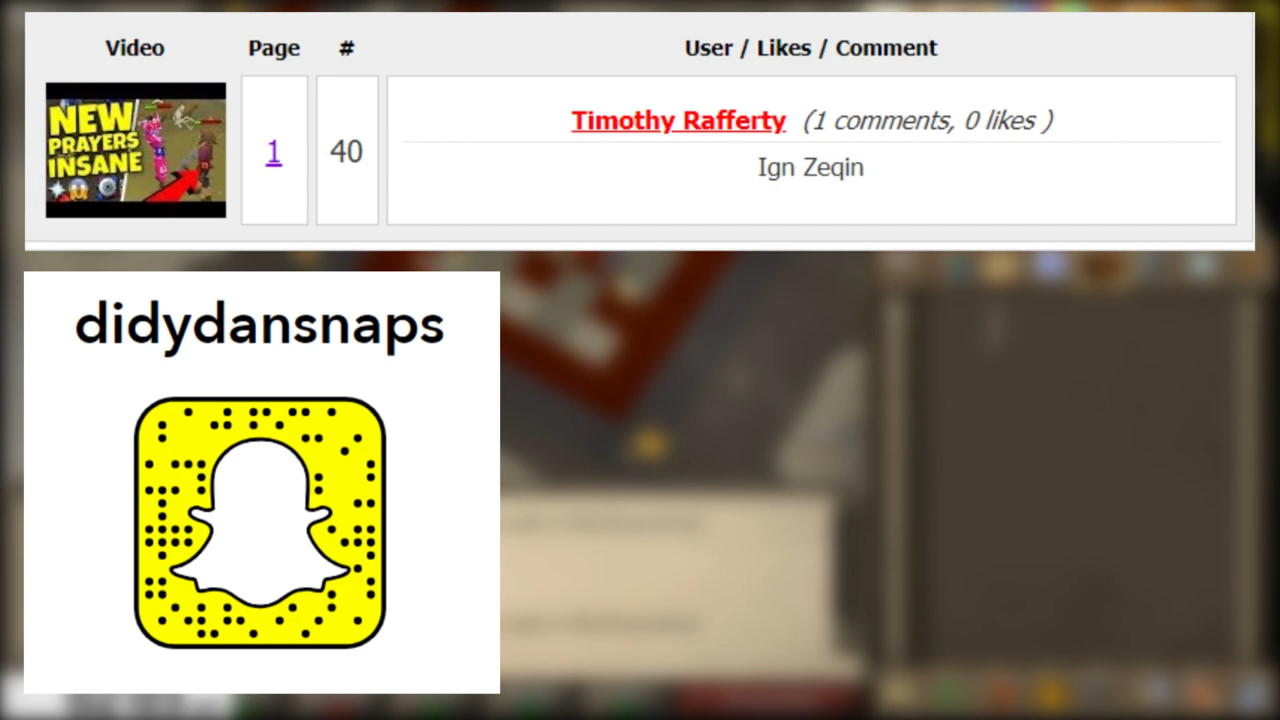 Video Page # User / Likes / Comment
NEW
PRAYERS
INSANE
1
40
Timothy Rafferty (1 comments, 0 likes )
Ign Zeqin
didydansnaps